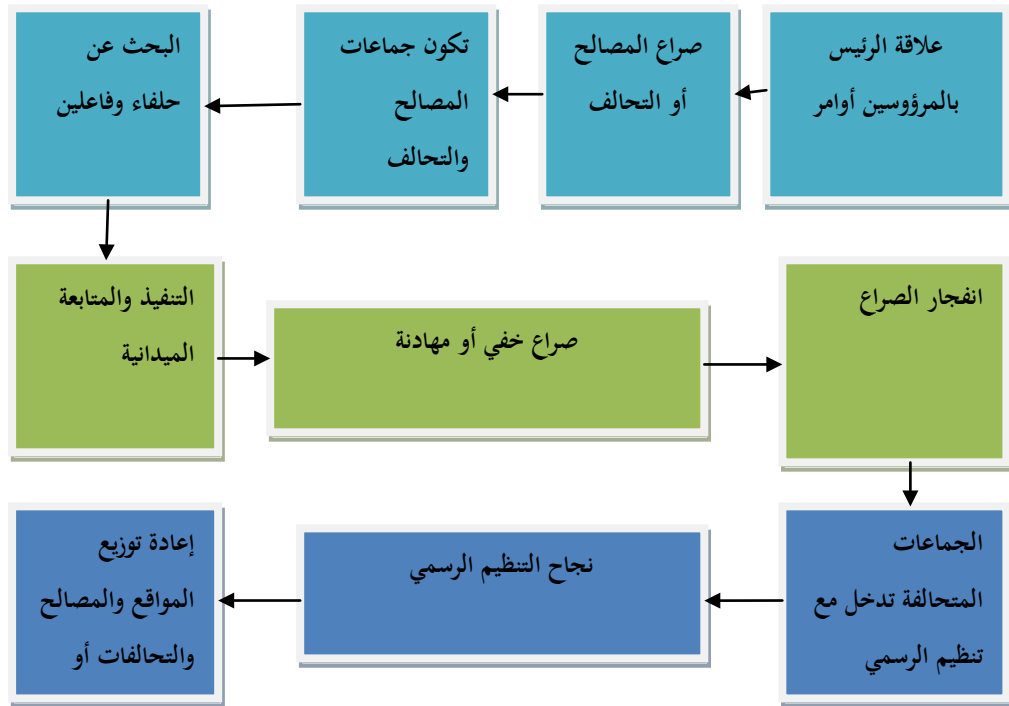 علاقة الرئيس
بالمرؤوسين أوامر
صراع المصالح
أو التحالف
تكون جماعات
المصالح
والتحالف
البحث عن
حلفاء وفاعلين
التنفيذ والمتابعة
الميدانية
صراع خفي أو مهادنة
انفجار الصراع
الجماعات
المتحالفة تدخل مع
تنظيم الرسمي
نجاح التنظيم الرسمي
إعادة توزيع
المواقع والمصالح
والتحالفات أو